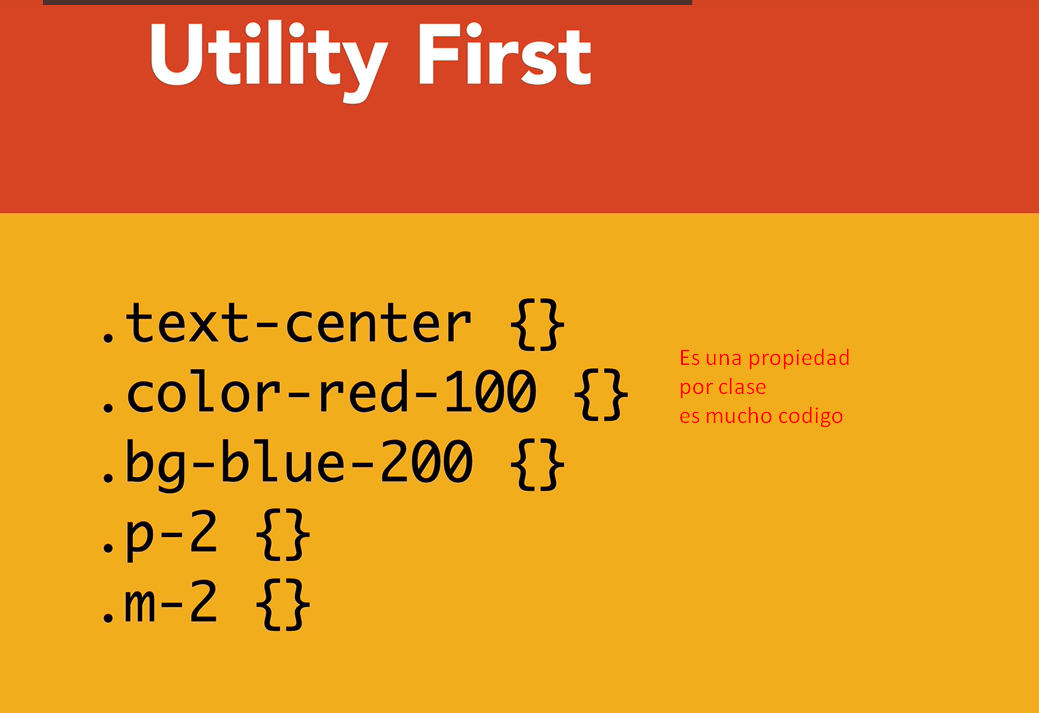 Utility First
.text-center {}
.color-red-100 {}
.bg-blue-200 {}
.p-2 {}
.m-2 {}
Es una propiedad
por clase
es mucho codigo